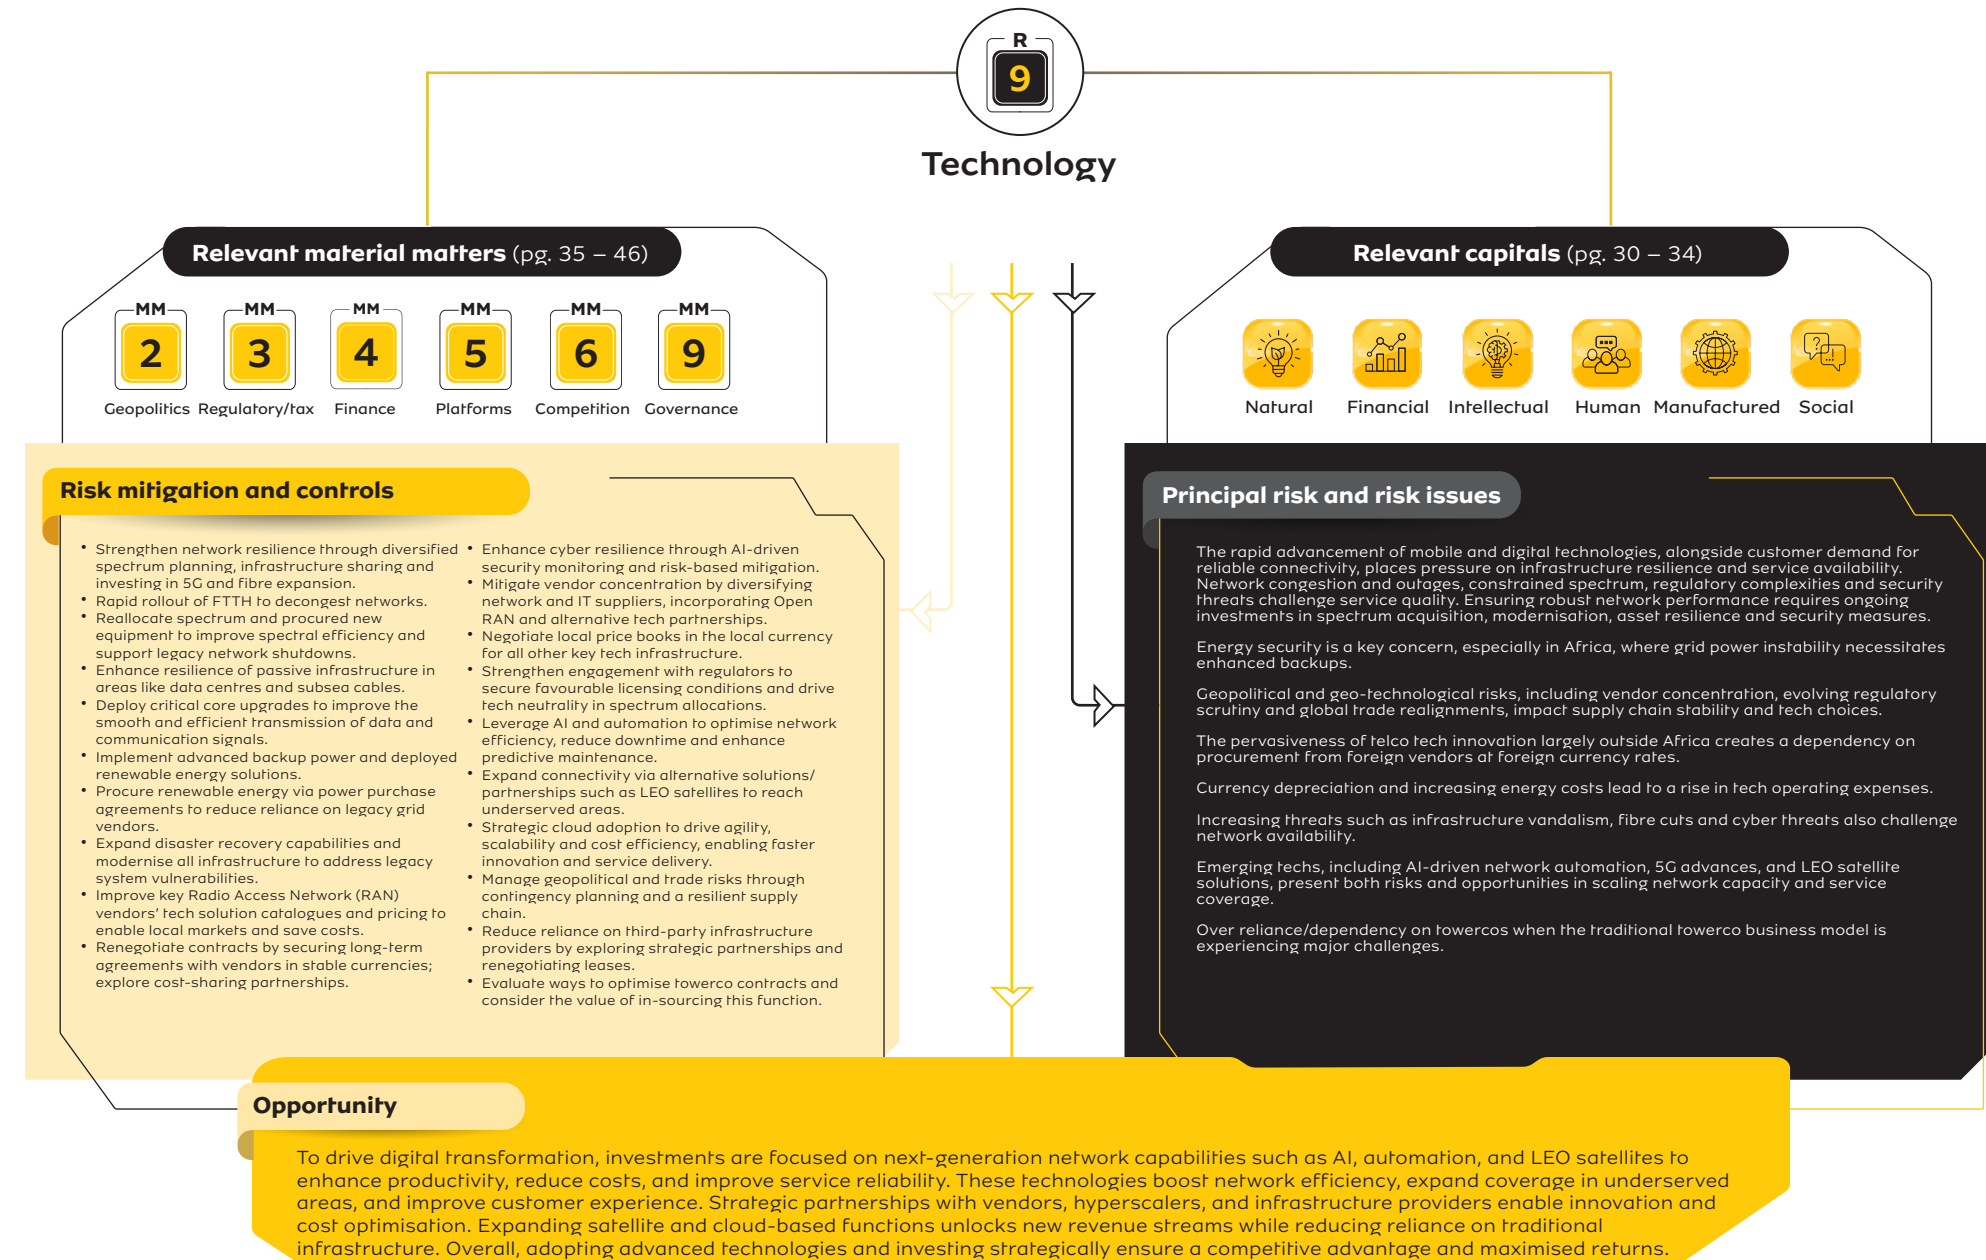 R
9
Technology
Relevant material matters (pg. 35 – 46)
MM
2
Geopolitics
MM
3
Regulatory/tax
MM
4
Finance
MM
5
Platforms
MM
6
Competition
MM
9
Governance
Relevant capitals (pg. 30 – 34)
Natural
Financial
Intellectual
Human
Manufactured
Social
Risk mitigation and controls
• Strengthen network resilience through diversified
spectrum planning, infrastructure sharing and
investing in 5G and fibre expansion.
• Rapid rollout of FTTH to decongest networks.
• Reallocate spectrum and procured new
equipment to improve spectral efficiency and
support legacy network shutdowns.
• Enhance resilience of passive infrastructure in
areas like data centres and subsea cables.
• Deploy critical core upgrades to improve the
smooth and efficient transmission of data and
communication signals.
• Implement advanced backup power and deployed
renewable energy solutions.
• Procure renewable energy via power purchase
agreements to reduce reliance on legacy grid
vendors.
• Expand disaster recovery capabilities and
modernise all infrastructure to address legacy
system vulnerabilities.
• Improve key Radio Access Network (RAN)
vendors' tech solution catalogues and pricing to
enable local markets and save costs.
• Renegotiate contracts by securing long-term
agreements with vendors in stable currencies;
explore cost-sharing partnerships.
• Enhance cyber resilience through AI-driven
security monitoring and risk-based mitigation.
• Mitigate vendor concentration by diversifying
network and IT suppliers, incorporating Open
RAN and alternative tech partnerships.
• Negotiate local price books in the local currency
for all other key tech infrastructure.
• Strengthen engagement with regulators to
secure favourable licensing conditions and drive
tech neutrality in spectrum allocations.
• Leverage AI and automation to optimise network
efficiency, reduce downtime and enhance
predictive maintenance.
• Expand connectivity via alternative solutions/
partnerships such as LEO satellites to reach
underserved areas.
• Strategic cloud adoption to drive agility,
scalability and cost efficiency, enabling faster
innovation and service delivery.
• Manage geopolitical and trade risks through
contingency planning and a resilient supply
chain.
• Reduce reliance on third-party infrastructure
providers by exploring strategic partnerships and
renegotiating leases.
• Evaluate ways to optimise towerco contracts and
consider the value of in-sourcing this function.
Principal risk and risk issues
The rapid advancement of mobile and digital technologies, alongside customer demand for
reliable connectivity, places pressure on infrastructure resilience and service availability.
Network congestion and outages, constrained spectrum, regulatory complexities and security
threats challenge service quality. Ensuring robust network performance requires ongoing
investments in spectrum acquisition, modernisation, asset resilience and security measures.
Energy security is a key concern, especially in Africa, where grid power instability necessitates
enhanced backups.
Geopolitical and geo-technological risks, including vendor concentration, evolving regulatory
scrutiny and global trade realignments, impact supply chain stability and tech choices.
The pervasiveness of telco tech innovation largely outside Africa creates a dependency on
procurement from foreign vendors at foreign currency rates.
Currency depreciation and increasing energy costs lead to a rise in tech operating expenses.
Increasing threats such as infrastructure vandalism, fibre cuts and cyber threats also challenge
network availability.
Emerging techs, including AI-driven network automation, 5G advances, and LEO satellite
solutions, present both risks and opportunities in scaling network capacity and service
coverage.
Over reliance/dependency on towercos when the traditional towerco business model is
experiencing major challenges.
Opportunity
To drive digital transformation, investments are focused on next-generation network capabilities such as AI, automation, and LEO satellites to
enhance productivity, reduce costs, and improve service reliability. These technologies boost network efficiency, expand coverage in underserved
areas, and improve customer experience. Strategic partnerships with vendors, hyperscalers, and infrastructure providers enable innovation and
cost optimisation. Expanding satellite and cloud-based functions unlocks new revenue streams while reducing reliance on traditional
infrastructure. Overall, adopting advanced technologies and investing strategically ensure a competitive advantage and maximised returns.